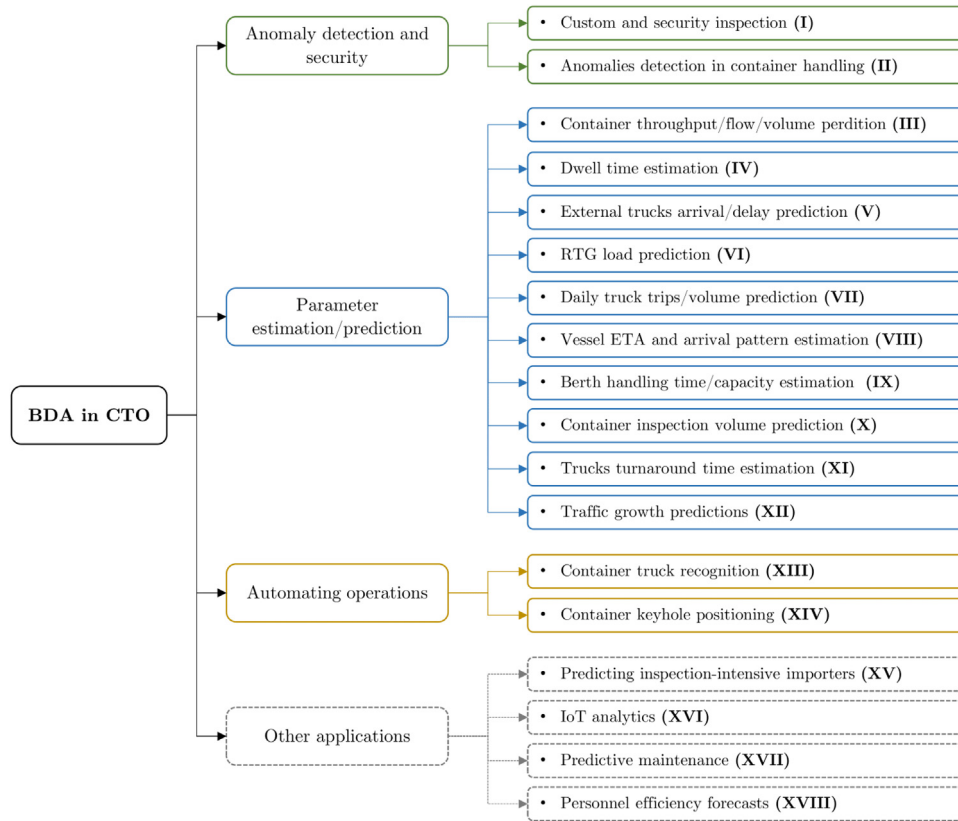 BDA in CTO
Anomaly detection and
security
• Custom and security inspection (I)
• Anomalies detection in container handling (II)
Parameter
estimation/prediction
• Container throughput/flow/volume perdition (III)
• Dwell time estimation (IV)
• External trucks arrival/delay prediction (V)
• RTG load prediction (VI)
• Daily truck trips/volume prediction (VII)
• Vessel ETA and arrival pattern estimation (VIII)
• Berth handling time/capacity estimation (IX)
• Container inspection volume prediction (X)
• Trucks turnaround time estimation (XI)
• Traffic growth predictions (XII)
Automating operations
• Container truck recognition (XIII)
• Container keyhole positioning (XIV)
Other applications
• Predicting inspection-intensive importers (XV)
• IoT analytics (XVI)
• Predictive maintenance (XVII)
• Personnel efficiency forecasts (XVIII)